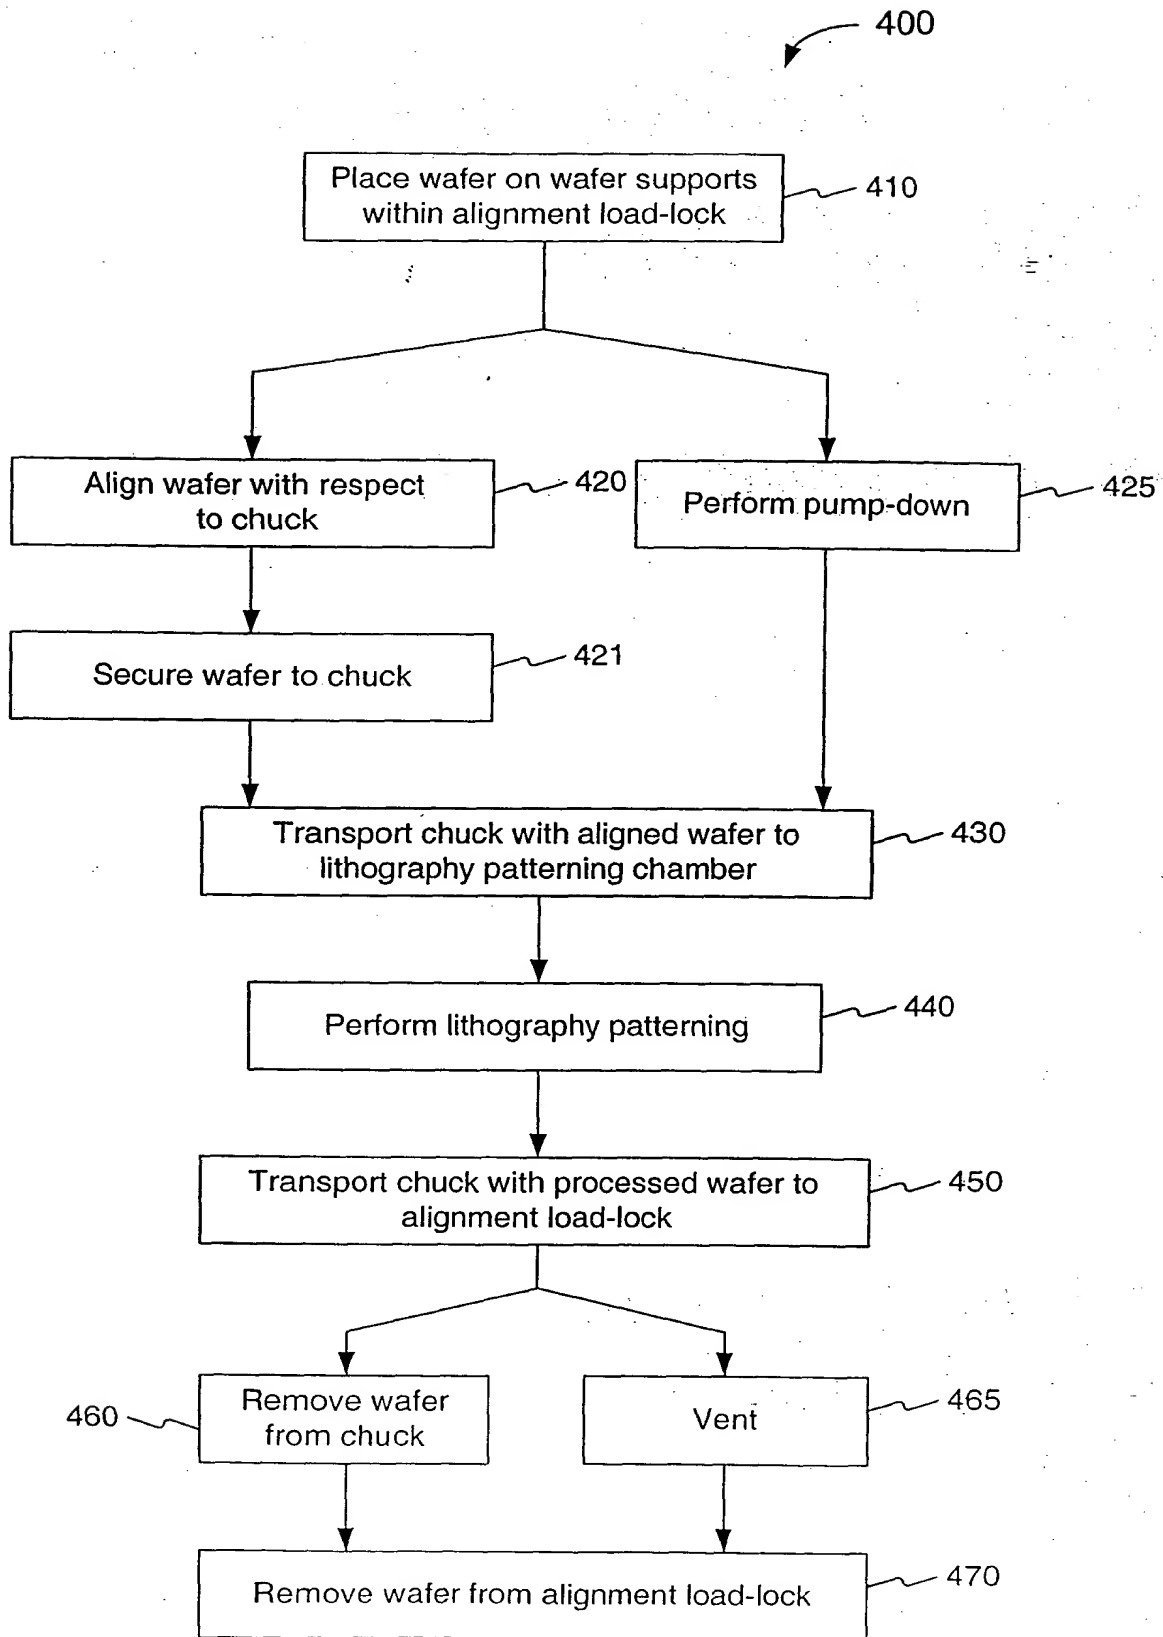 400
Place wafer on wafer supports
within alignment load-lock
410
Align wafer with respect
to chuck
420
Perform pump-down
425
Secure wafer to chuck
421
Transport chuck with aligned wafer to
lithography patterning chamber
430
Perform lithography patterning
440
Transport chuck with processed wafer to
alignment load-lock
450
460
Remove wafer
from chuck
Vent
465
Remove wafer from alignment load-lock
470